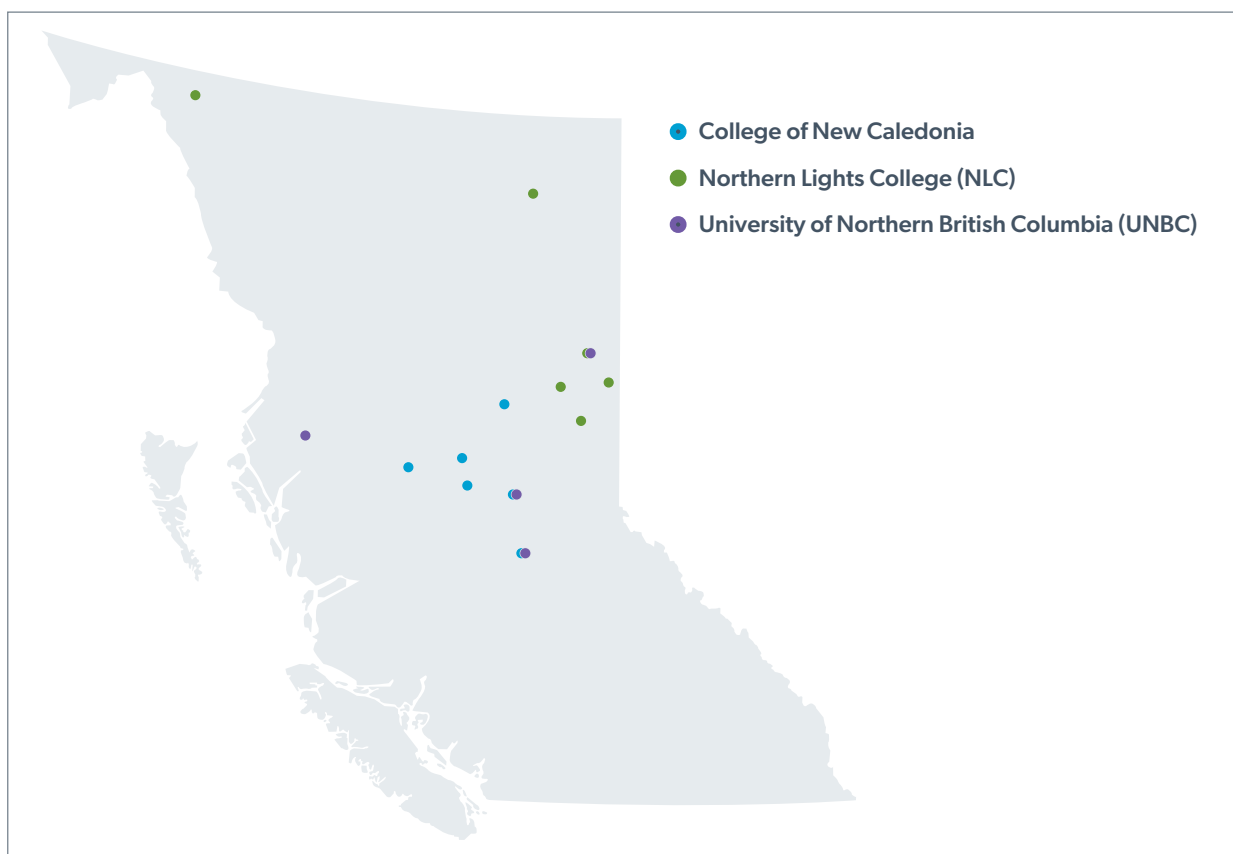 College of New Caledonia
Northern Lights College (NLC)
University of Northern British Columbia (UNBC)